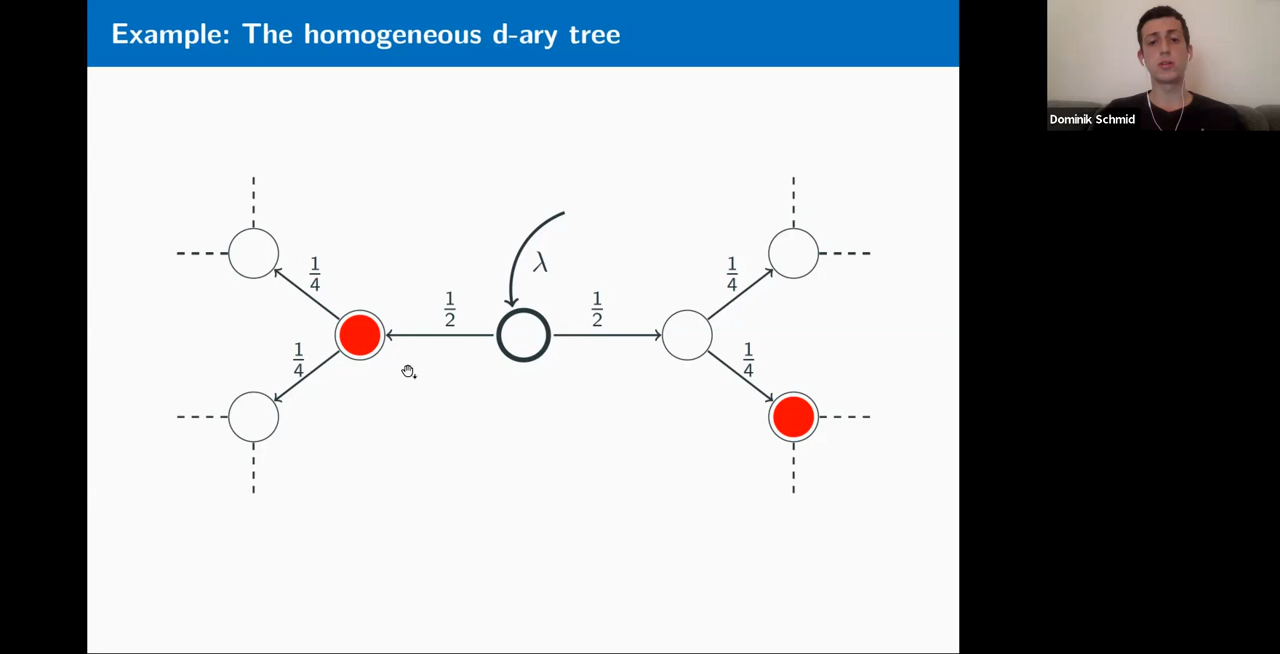 Example: The homogeneous d-ary tree
Dominik Schmid
λ
1/4
1/4
1/2
1/2
1/4
1/4